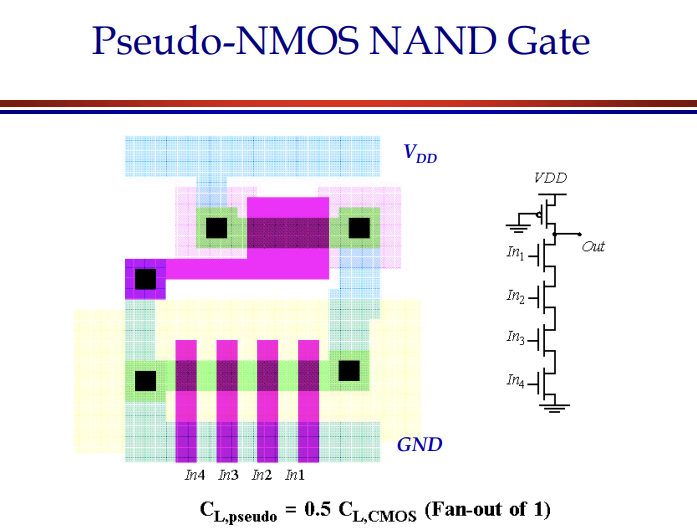 Pseudo-NMOS NAND Gate
VDD
VDD
In1
Out
In2
In3
In4
GND
In4 In3 In2 In1
CL,pseudo = 0.5 CL,CMOS (Fan-out of 1)